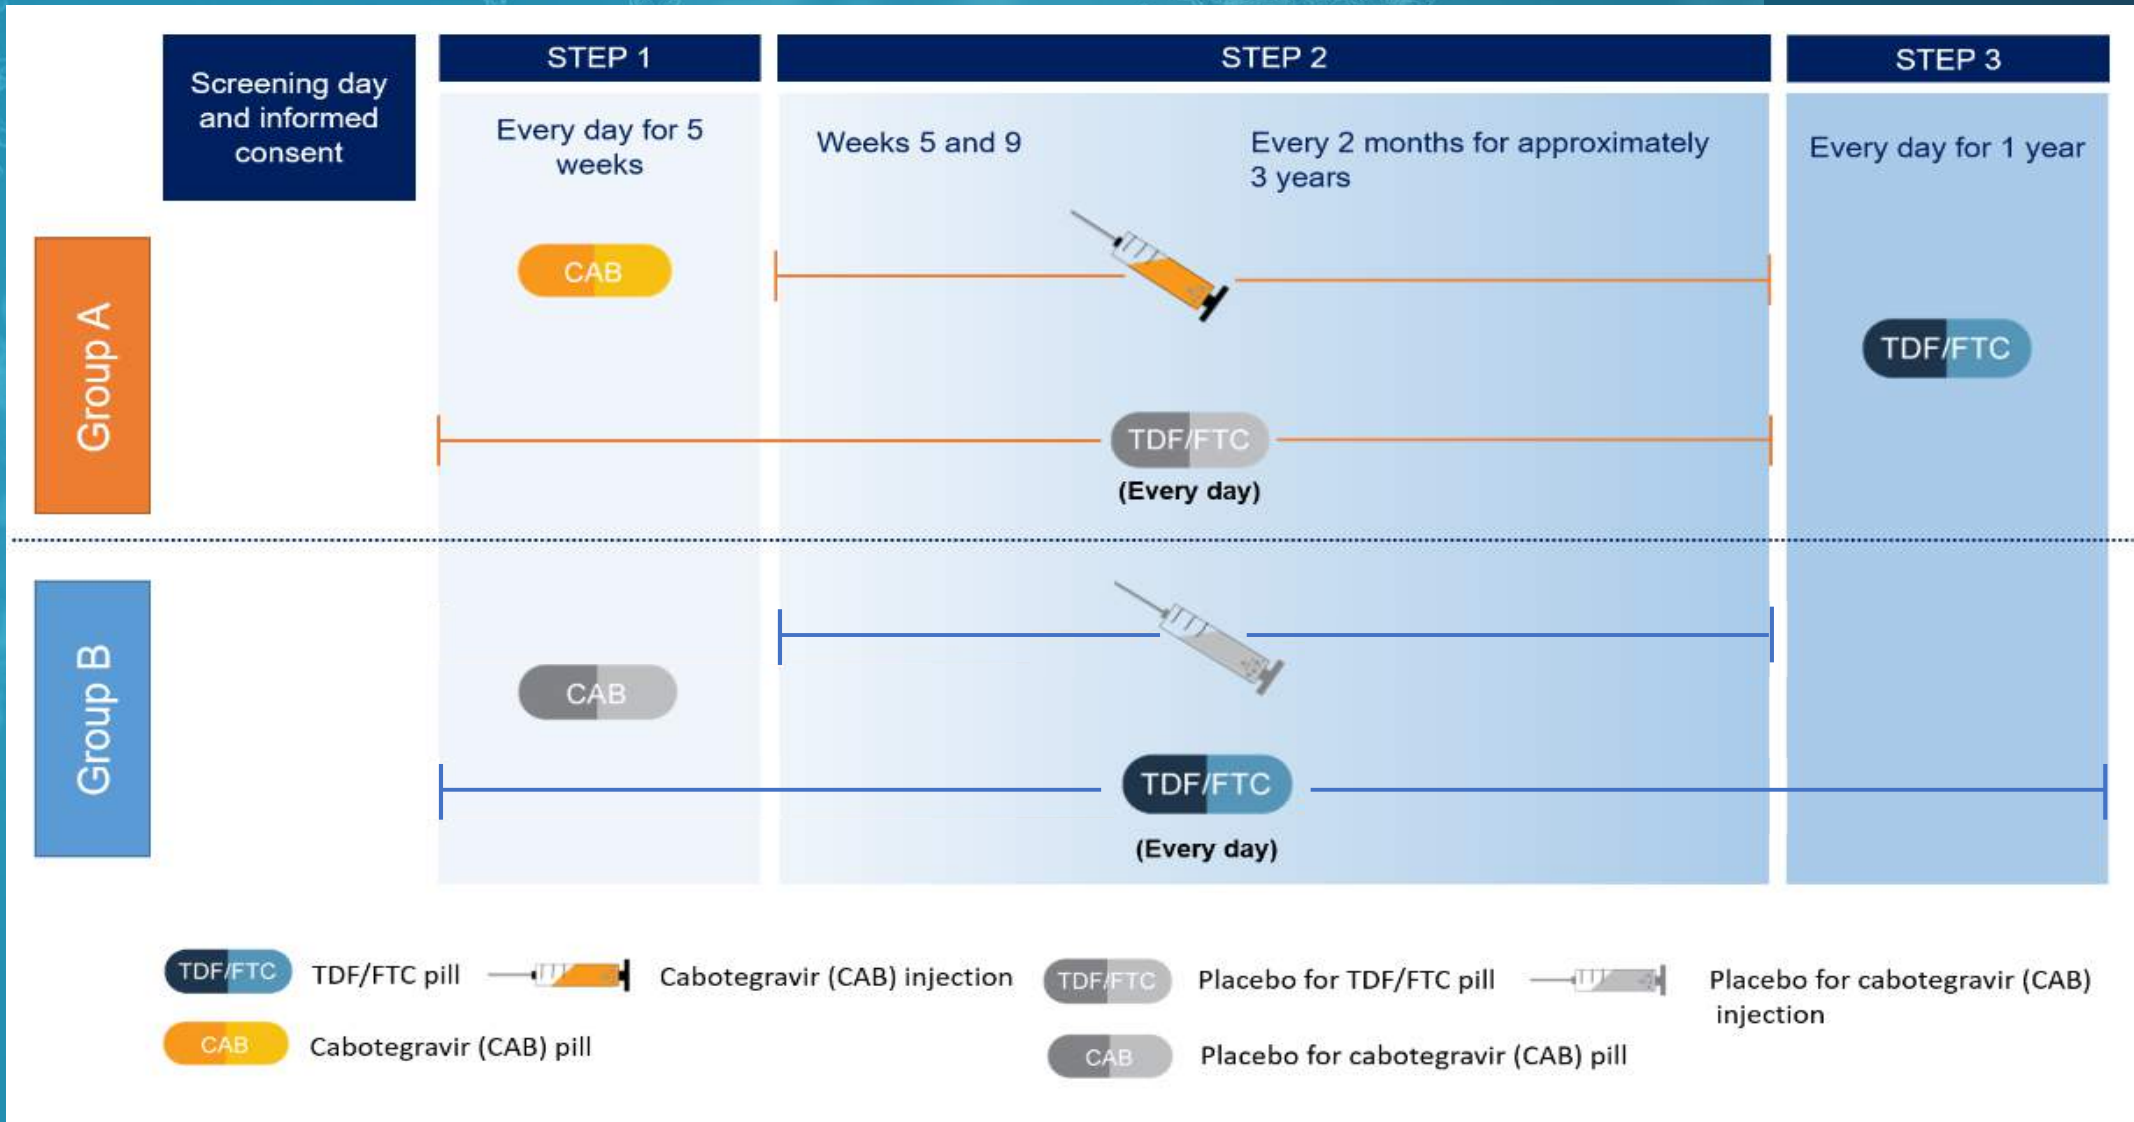 Screening day
and informed
consent
STEP 1
STEP 2
STEP 3
Every day for 5
weeks
Weeks 5 and 9
Every 2 months for approximately
3 years
Every day for 1 year
Group A
CAB
TDF/FTC
TDF/FTC
(Every day)
Group B
CAB
TDF/FTC
(Every day)
TDF/FTC
TDF/FTC pill
Cabotegravir (CAB) injection
TDF/FTC
Placebo for TDF/FTC pill
Placebo for cabotegravir (CAB)
injection
CAB
Cabotegravir (CAB) pill
CAB
Placebo for cabotegravir (CAB) pill